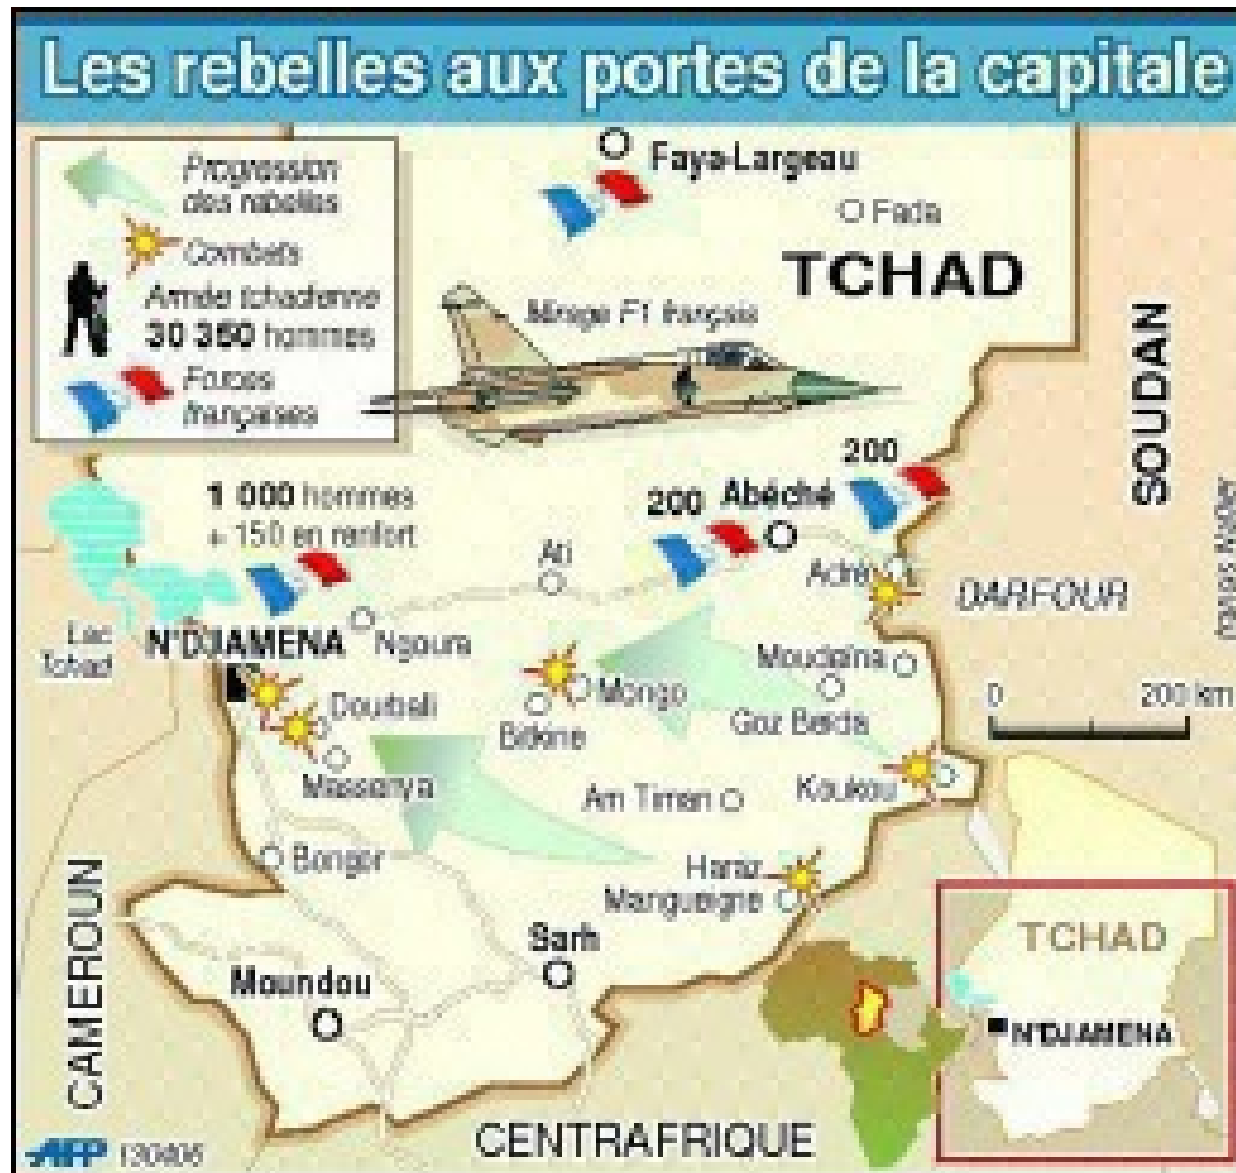 Les rebelles aux portes de la capitale
Progression
des rebelles
Combats
Armée tchadienne
30 350 hommes
Forces
françaises
Faya-Largeau
Fada
TCHAD
Mirage F1 français
SOUDAN
1 000 hommes
+ 150 en renfort
200
200
Abéché
Ati
Adré
DARFOUR
Lac
Tchad
N'DJAMENA
Ngoura
Mongo
Bitkine
Moudeïna
Goz Beida
0
200 km
Dourbali
Massenya
Am Timan
Koukou
Bongor
Haraz
Mangueigne
CAMEROUN
Sarh
Moundou
TCHAD
N'DJAMENA
CENTRAFRIQUE
AFP 130406